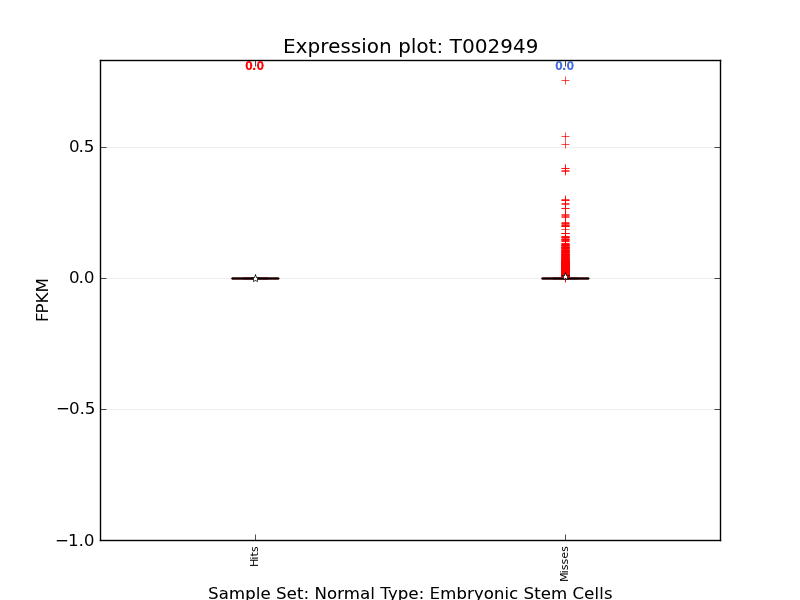 Expression plot: T002949
0.0 0.0
0.5
0.0
−0.5
−1.0
FPKM
Hits Misses
Sample Set: Normal Type: Embryonic Stem Cells